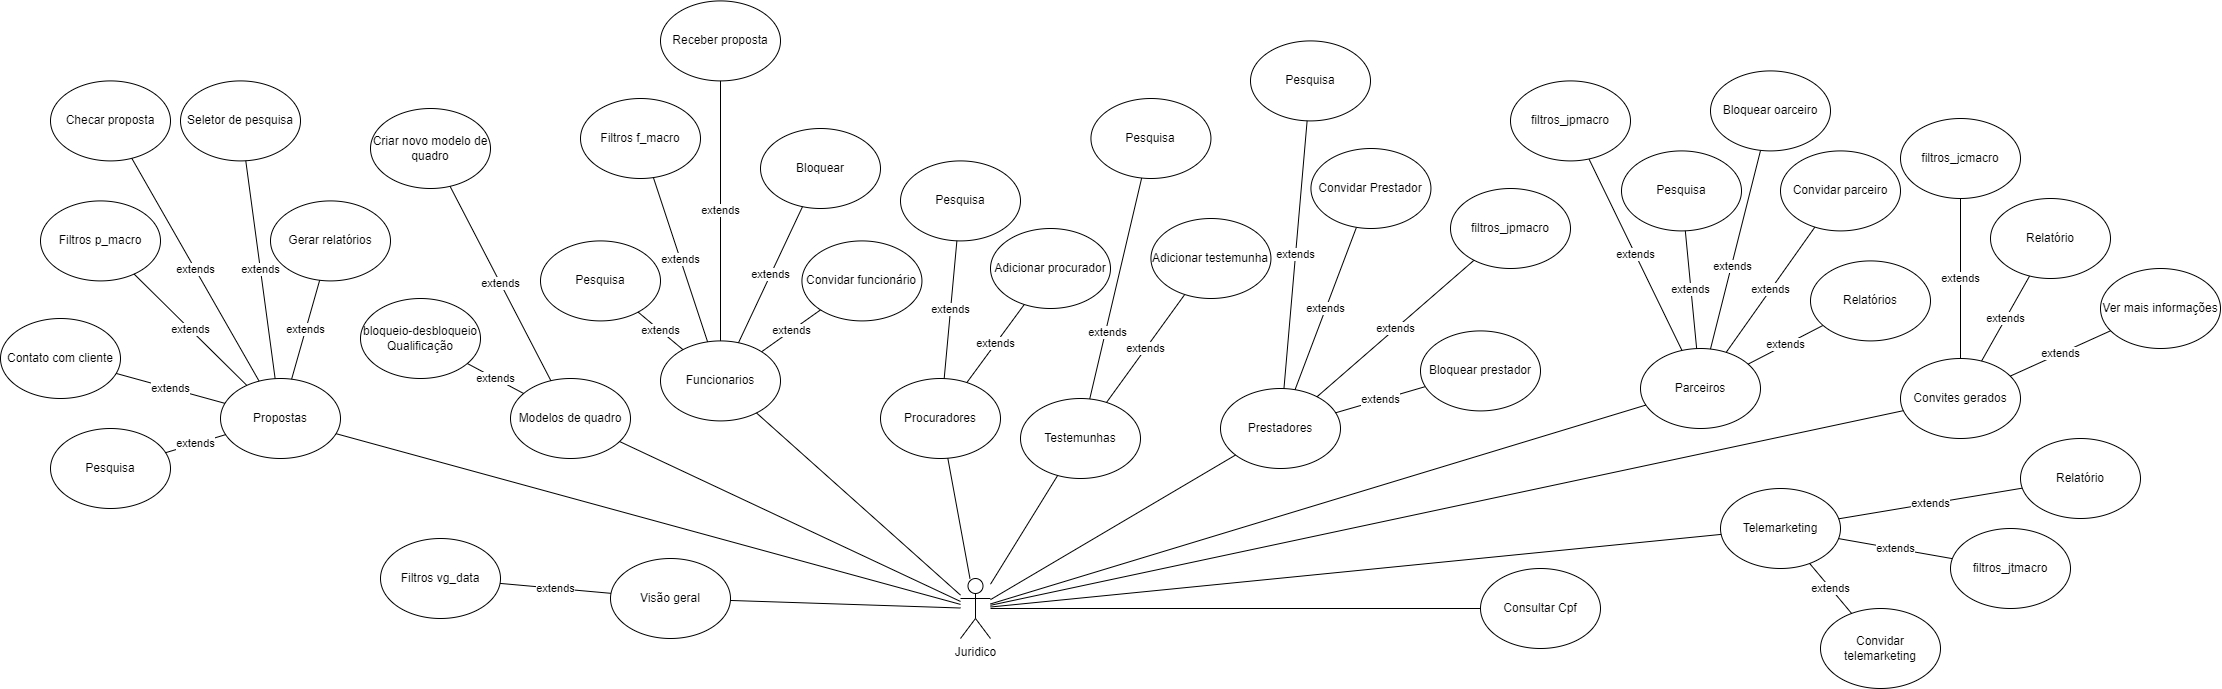 Receber proposta
Pesquisa
Checar proposta
Seletor de pesquisa
Criar novo modelo de
quadro
Filtros f_macro
Bloquear
Pesquisa
Pesquisa
Convidar Prestador
filtros_jpmacro
Bloquear oarceiro
filtros_jcmacro
Filtros p_macro
Gerar relatórios
extends
Pesquisa
Adicionar procurador
Adicionar testemunha
filtros_jpmacro
Pesquisa
Convidar parceiro
Relatório
extends
extends
extends
extends
Pesquisa
extends
Convidar funcionário
extends
extends
extends
extends
Relatórios
extends
Ver mais informações
extends
extends
bloqueio-desbloqueio
Qualificação
extends
extends
extends
extends
extends
extends
extends
extends
extends
extends
extends
Contato com cliente
extends
extends
Modelos de quadro
Funcionarios
extends
Bloquear prestador
extends
Parceiros
extends
Convites gerados
Propostas
Procuradores
Testemunhas
Prestadores
extends
Pesquisa
Relatório
extends
Telemarketing
extends
filtros_jtmacro
Filtros vg_data
extends
Visão geral
extends
Consultar Cpf
Convidar
telemarketing
Juridico